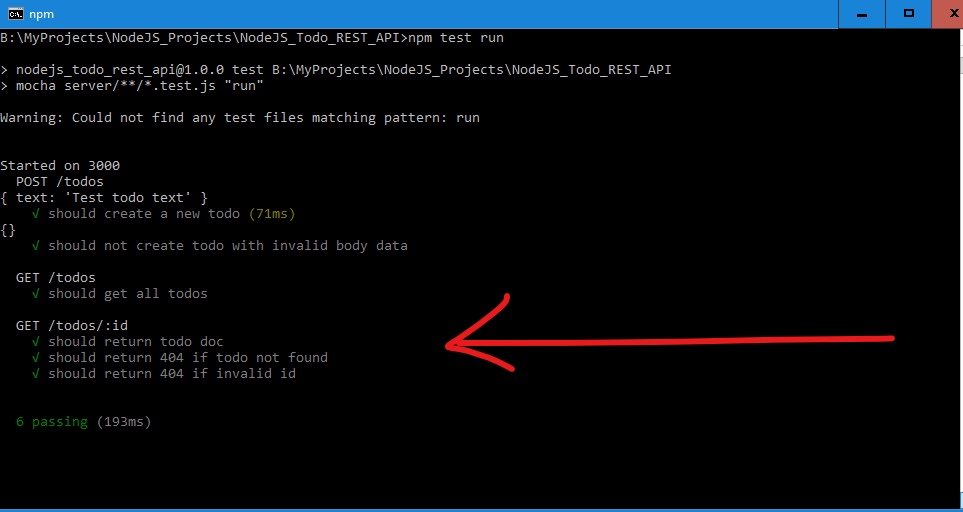 npm
B:\MyProjects\NodeJS_Projects\NodeJS_Todo_REST_API>npm test run
> nodejs_todo_rest_api@1.0.0 test B:\MyProjects\NodeJS_Projects\NodeJS_Todo_REST_API
> mocha server/**/*.test.js "run"
Warning: Could not find any test files matching pattern: run
Started on 3000
POST /todos
{ text: 'Test todo text' }
√ should create a new todo (71ms)
{}
√ should not create todo with invalid body data
GET /todos
√ should get all todos
GET /todos/:id
√ should return todo doc
√ should return 404 if todo not found
√ should return 404 if invalid id
6 passing (193ms)